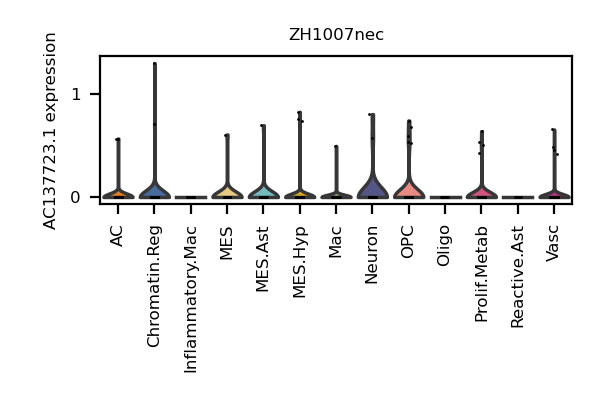 ZH1007nec
AC137723.1 expression
1
0
AC
Chromatin.Reg
Inflammatory.Mac
MES
MES.Ast
MES.Hyp
Mac
Neuron
OPC
Oligo
Prolif.Metab
Reactive.Ast
Vasc